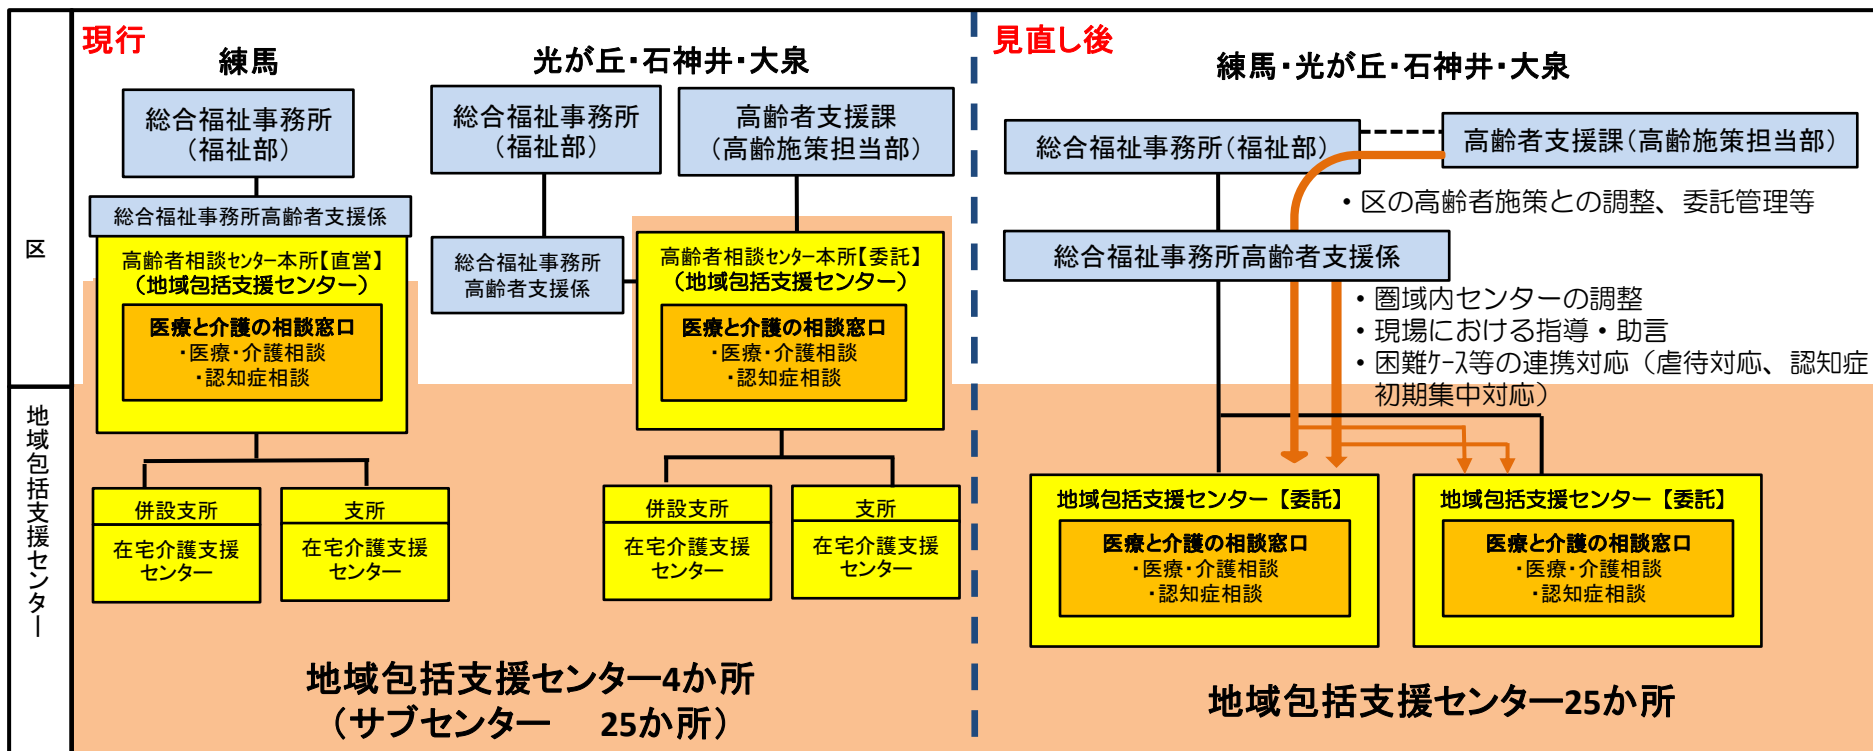 現行
練馬
光が丘・石神井・大泉
総合福祉事務所
（福祉部）
総合福祉事務所
（福祉部）
高齢者支援課
（高齢施策担当部）
総合福祉事務所高齢者支援係
区
高齢者相談センター本所【直営】
（地域包括支援センター）
医療と介護の相談窓口
・医療・介護相談
・認知症相談
総合福祉事務所
高齢者支援係
高齢者相談センター本所【委託】
（地域包括支援センター）
医療と介護の相談窓口
・医療・介護相談
・認知症相談
地域包括支援センター
併設支所
在宅介護支援
センター
支所
在宅介護支援
センター
併設支所
在宅介護支援
センター
支所
在宅介護支援
センター
地域包括支援センター4か所
（サブセンター　25か所）
見直し後
練馬・光が丘・石神井・大泉
総合福祉事務所（福祉部）
高齢者支援課（高齢施策担当部）
・区の高齢者施策との調整、委託管理等
総合福祉事務所高齢者支援係
・圏域内センターの調整
・現場における指導・助言
・困難ケース等の連携対応（虐待対応、認知症
初期集中対応）
地域包括支援センター【委託】
医療と介護の相談窓口
・医療・介護相談
・認知症相談
地域包括支援センター【委託】
医療と介護の相談窓口
・医療・介護相談
・認知症相談
地域包括支援センター25か所